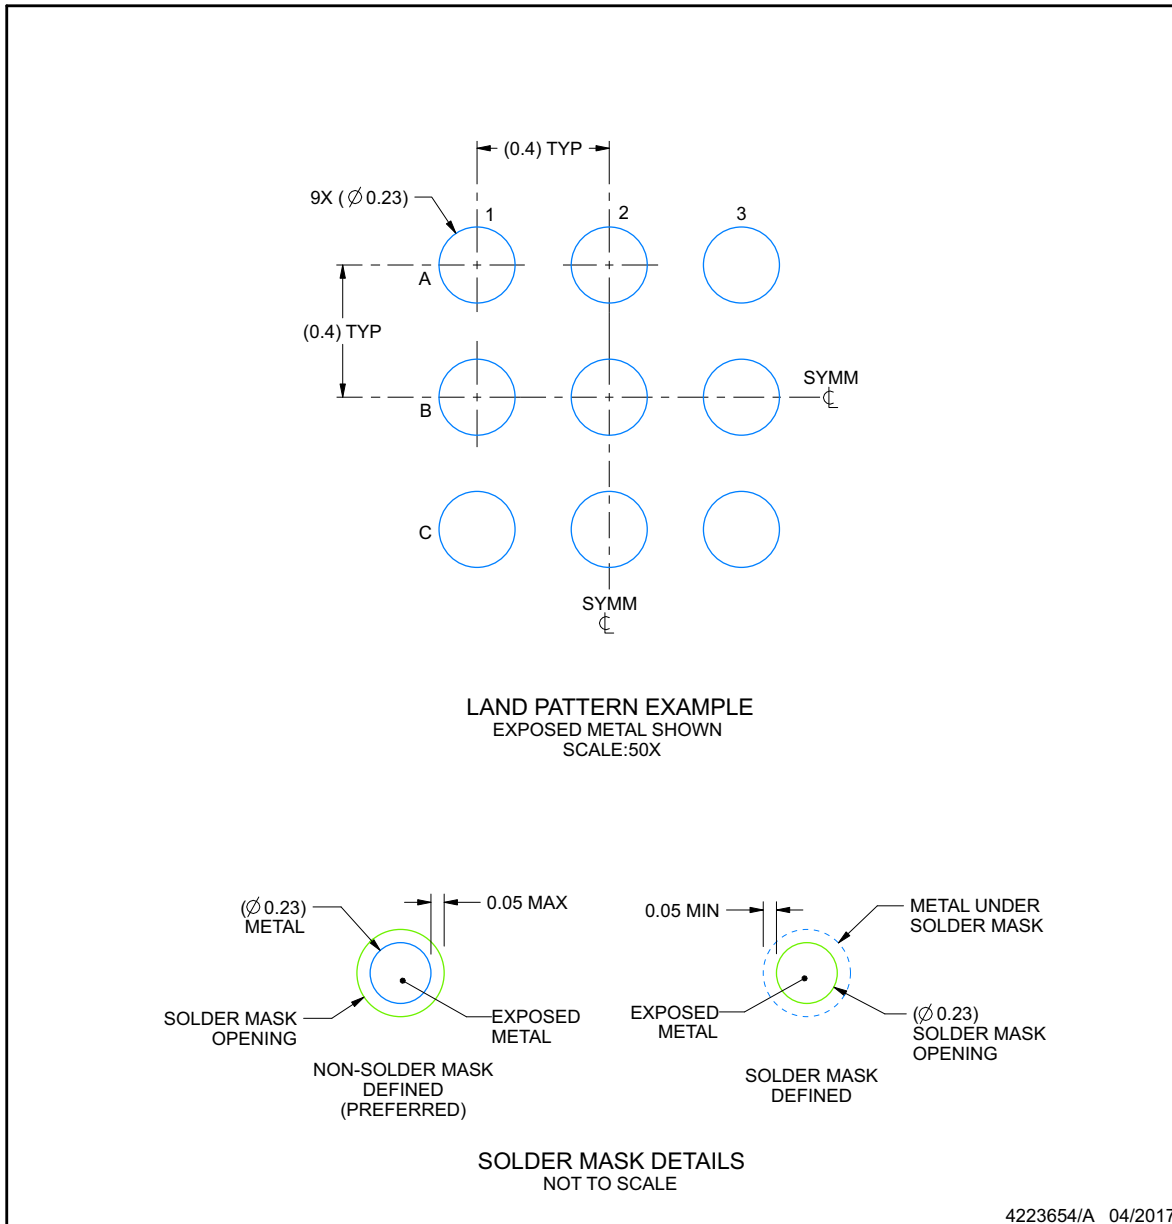 (0.4) TYP
9X ( ∅ 0.23)
1
2
3
A
(0.4) TYP
SYMM
℄
B
C
SYMM
℄
LAND PATTERN EXAMPLE
EXPOSED METAL SHOWN
SCALE:50X
(∅ 0.23)
METAL
0.05 MAX
SOLDER MASK
OPENING
EXPOSED
METAL
NON-SOLDER MASK
DEFINED
(PREFERRED)
0.05 MIN
METAL UNDER
SOLDER MASK
EXPOSED
METAL
(∅ 0.23)
SOLDER MASK
OPENING
SOLDER MASK
DEFINED
SOLDER MASK DETAILS
NOT TO SCALE
4223654/A 04/2017